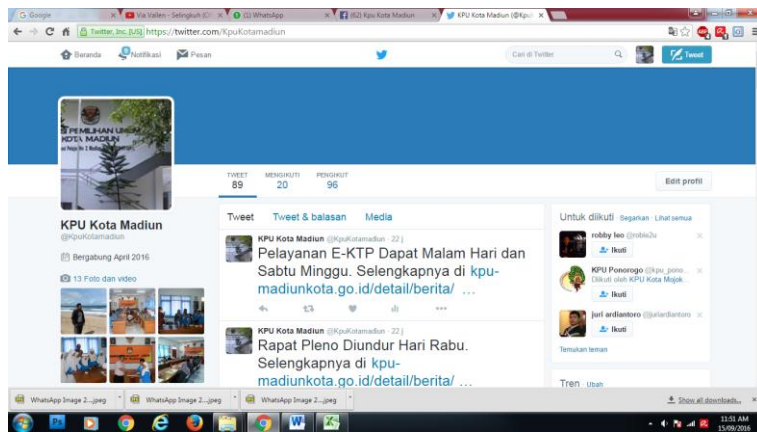 Google
Via Vallen - Selingkuh (Of
(1) WhatsApp
(62) Kpu Kota Madiun
KPU Kota Madiun (@Kpu
Twitter, Inc. [US] https://twitter.com/KpuKotamadiun
Beranda Notifikasi Pesan
Cari di Twitter
Tweet
PEMILIHAN UMUM
KOTA MADIUN
TWEET MENGIKUTI PENGIKUT
89 20 96
Edit profil
KPU Kota Madiun
@KpuKotamadiun
Bergabung April 2016
13 Foto dan video
Tweet Tweet & balasan Media
KPU Kota Madiun @KpuKotamadiun · 22 j
Pelayanan E-KTP Dapat Malam Hari dan
Sabtu Minggu. Selengkapnya di kpu-
madiunkota.go.id/detail/berita/ …
KPU Kota Madiun @KpuKotamadiun · 22 j
Rapat Pleno Diundur Hari Rabu.
Selengkapnya di kpu-
madiunkota.go.id/detail/berita/ …
Untuk diikuti · Segarkan · Lihat semua
robby leo @roble2u
Ikuti
KPU Ponorogo @kpu_pono...
Diikuti oleh KPU Kota Mojok...
Ikuti
juri ardiantoro @juriardiantoro
Ikuti
Temukan teman
Tren · Ubah
WhatsApp Image 2....jpeg
WhatsApp Image 2....jpeg
WhatsApp Image 2....jpeg
Show all downloads...
Ps
W
11:51 AM
15/09/2016